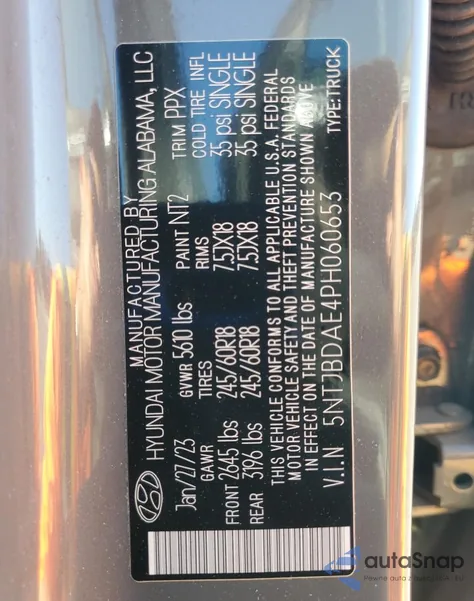 MANUFACTURED BY
HYUNDAI MOTOR MANUFACTURING ALABAMA, LLC
Jan/27/23 GVWR 5610 lbs PAINT NT2 TRIM PPX
GAWR TIRES RIMS COLD TIRE INFL
FRONT 2645 lbs 245/60R18 7.5JX18 35 psi SINGLE
REAR 3196 lbs 245/60R18 7.5JX18 35 psi SINGLE
THIS VEHICLE CONFORMS TO ALL APPLICABLE U.S.A. FEDERAL
MOTOR VEHICLE SAFETY AND THEFT PREVENTION STANDARDS
IN EFFECT ON THE DATE OF MANUFACTURE SHOWN ABOVE
V.I.N 5NTJBDAE4PH060653 TYPE:TRUCK
autoSnap